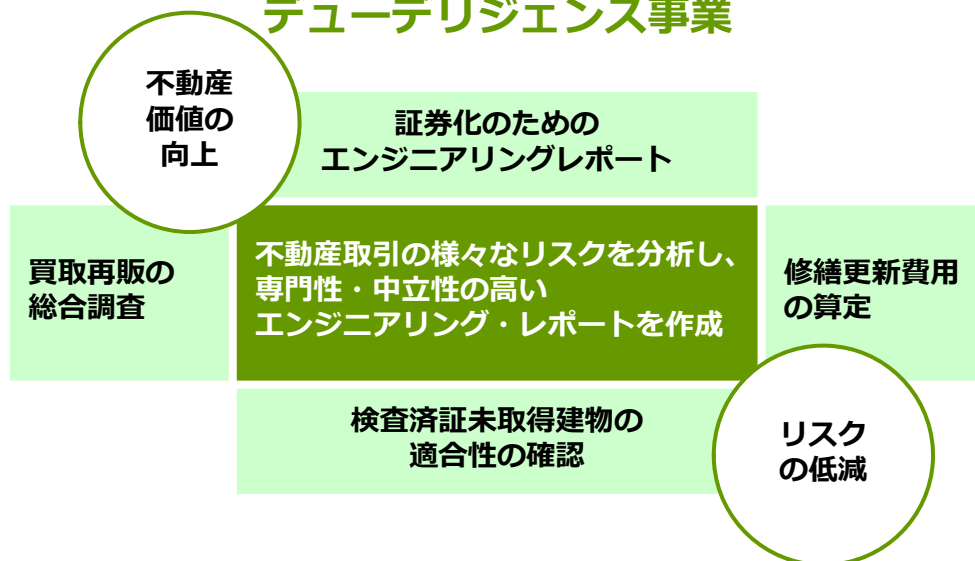 デューデリジェンス事業
不動産
価値の
向上
証券化のための
エンジニアリングレポート
買取再販の
総合調査
不動産取引の様々なリスクを分析し、
専門性・中立性の高い
エンジニアリング・レポートを作成
修繕更新費用
の算定
検査済証未取得建物の
適合性の確認
リスク
の低減